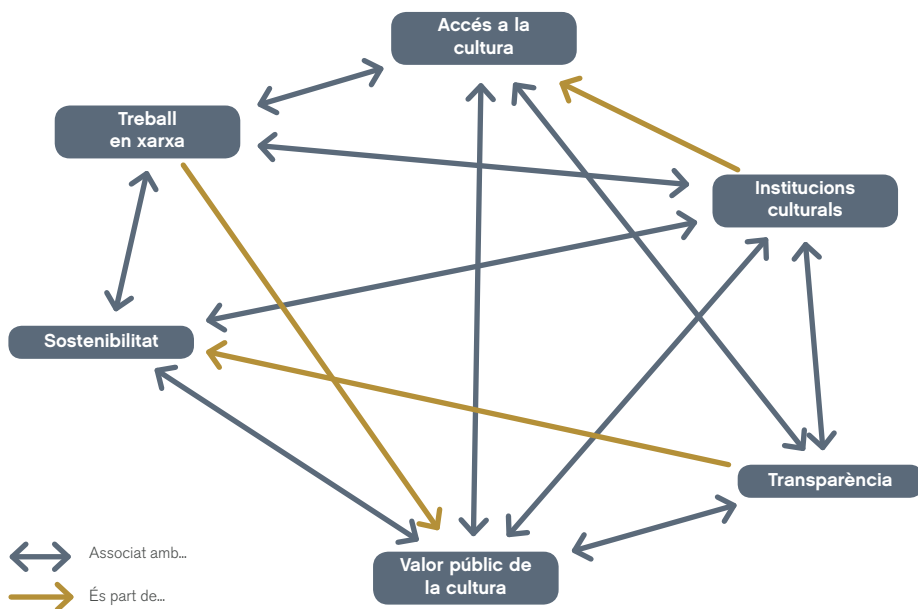 Accés a la
cultura
Treball
en xarxa
Institucions
culturals
Sostenibilitat
Transparència
Valor públic de
la cultura
Associat amb...
És part de...